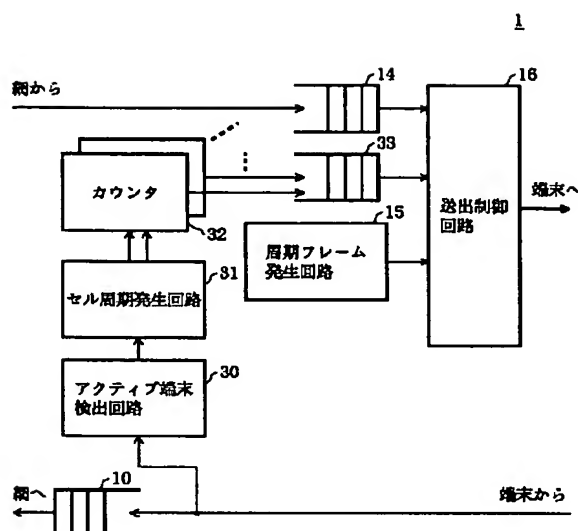 1
網から
14
16
33
カウンタ
32
送出制御
回路
端末へ
15
周期フレーム
発生回路
セル周期発生回路
31
アクティブ端末
検出回路
30
網へ
10
端末から